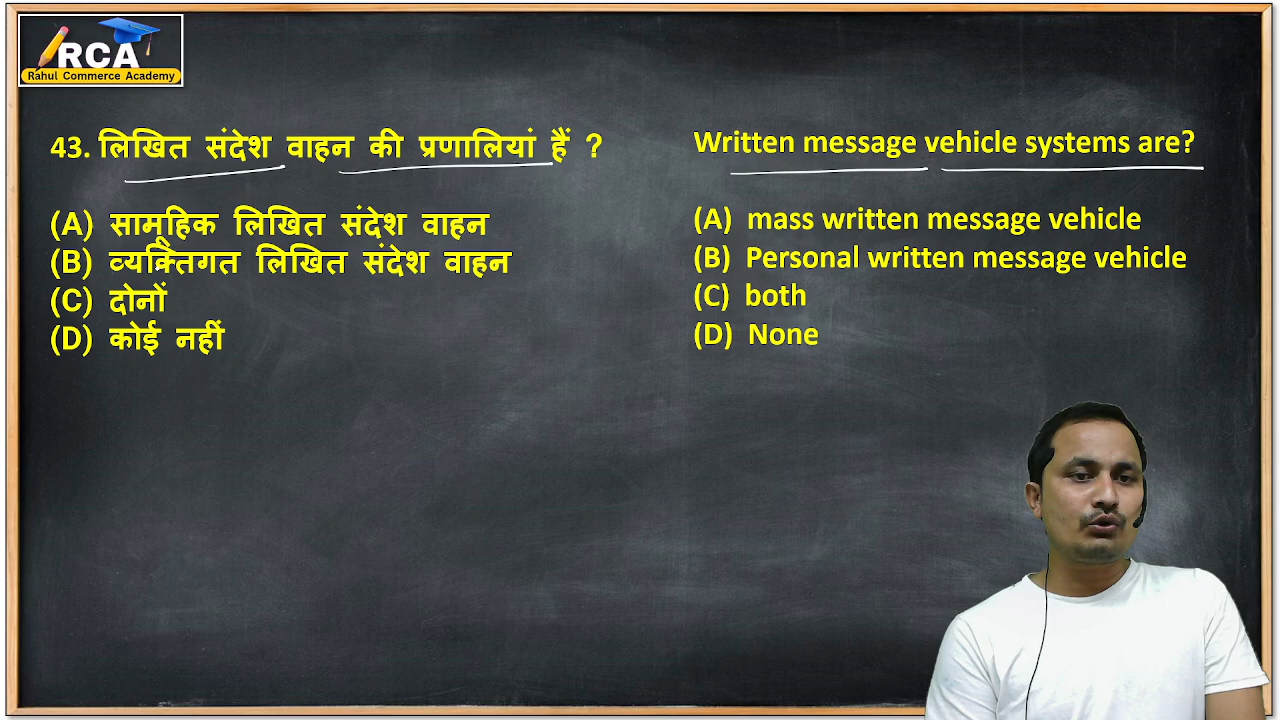 RCA
Rahul Commerce Academy
43. लिखित संदेश वाहन की प्रणालियां हैं ?
(A) सामूहिक लिखित संदेश वाहन
(B) व्यक्तिगत लिखित संदेश वाहन
(C) दोनों
(D) कोई नहीं
Written message vehicle systems are?
(A) mass written message vehicle
(B) Personal written message vehicle
(C) both
(D) None